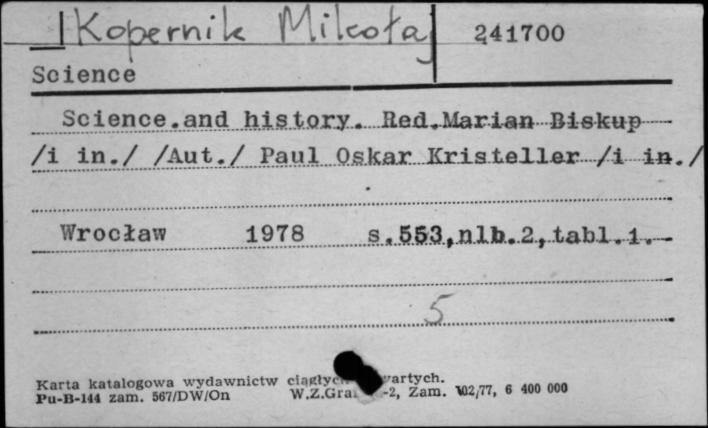 Kopernik Mikołaj 241700
Science
Science.and history. Red.Marian Biskup
/i in./ /Aut./ Paul Oskar Kristeller /i in./
Wrocław 1978 s.553,nlb.2,tabl.1.
5
Karta katalogowa wydawnictw
Pu-B-144 zam. 567/DW/On -2, Zam. 102/77, 6 400 000